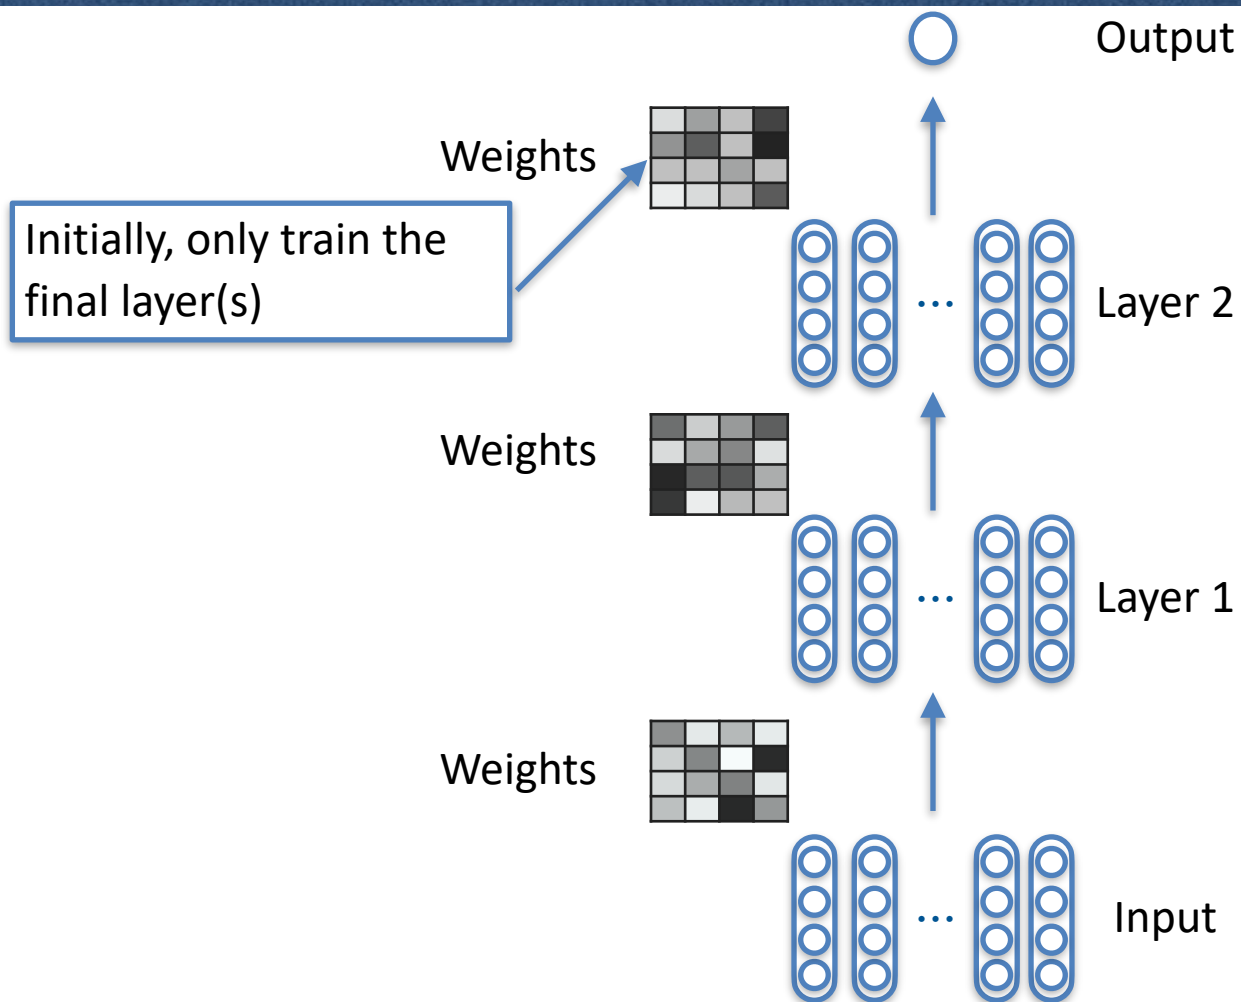 Output
Weights
Initially, only train the
final layer(s)
...
Layer 2
Weights
...
Layer 1
Weights
...
Input